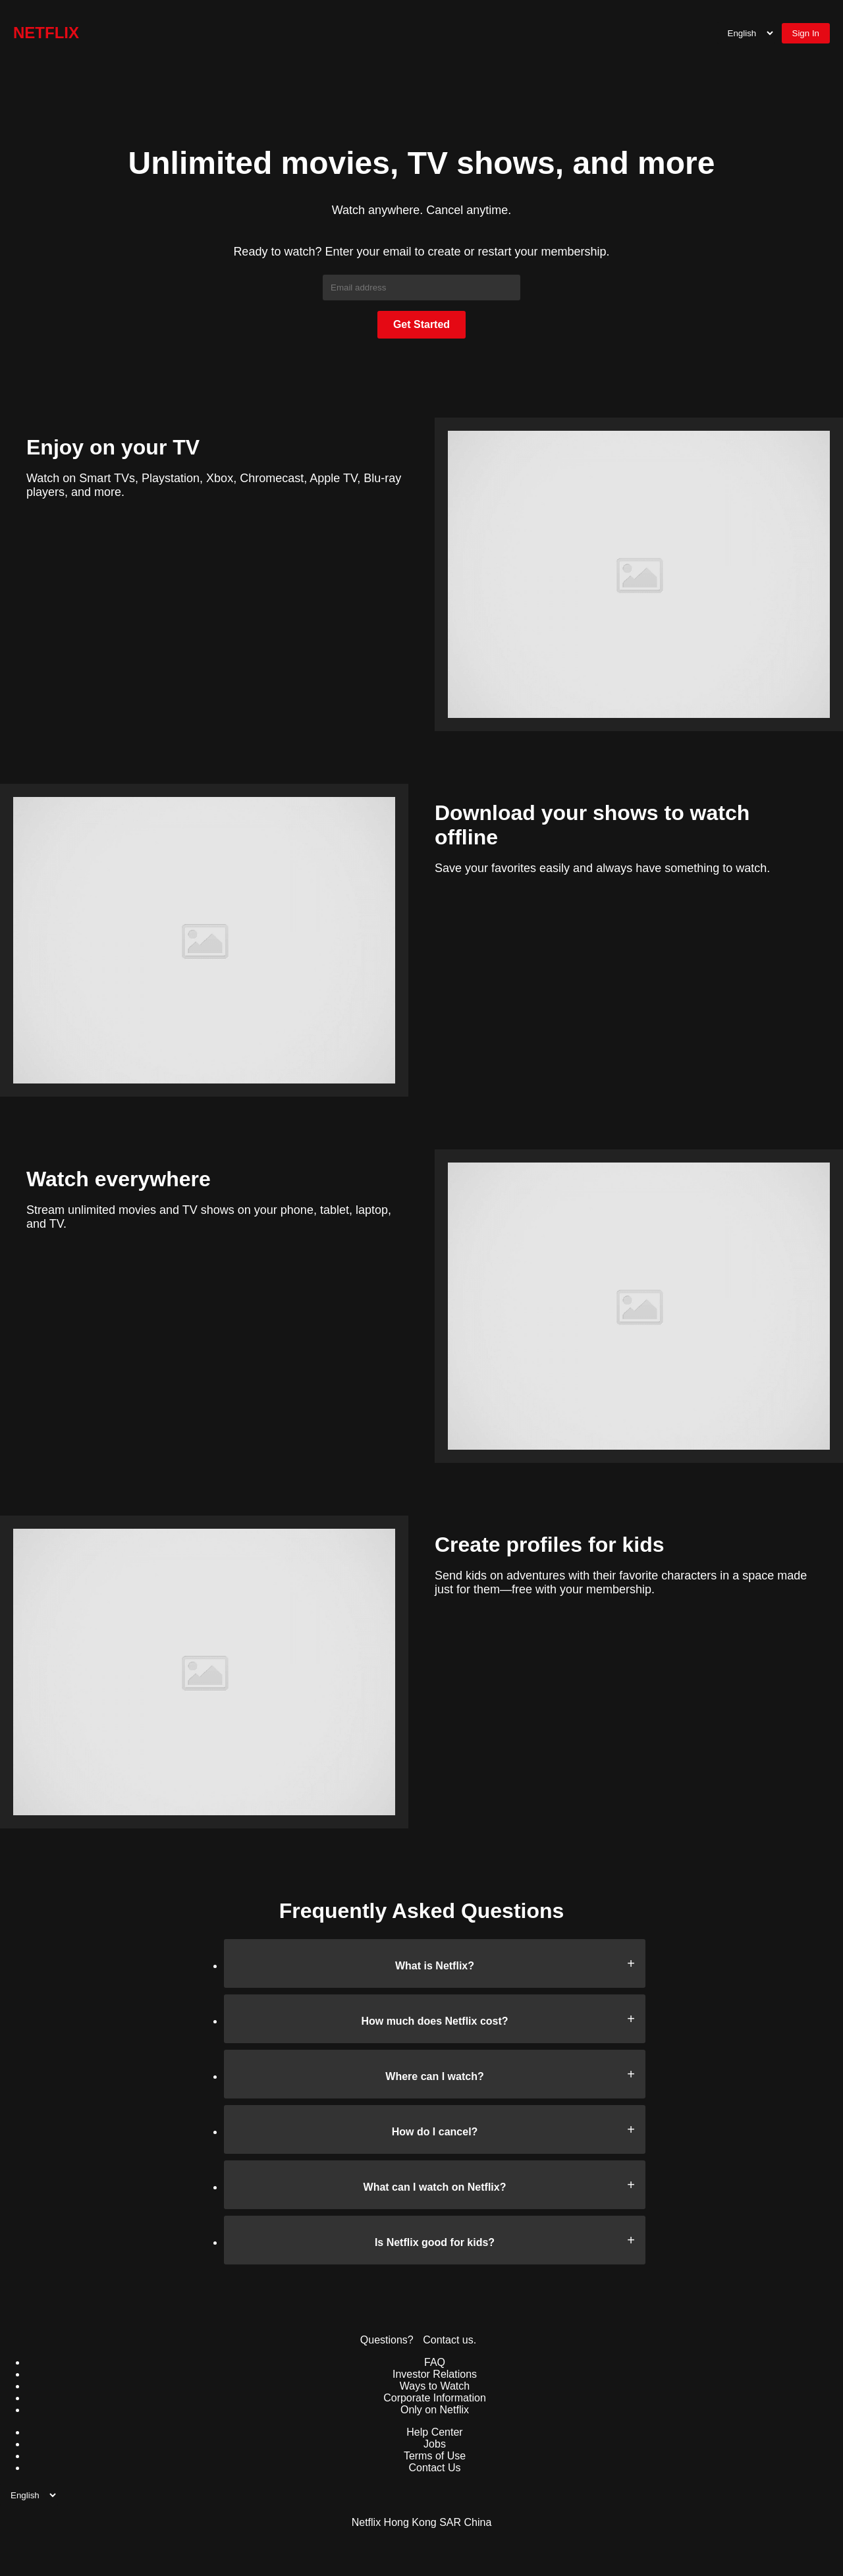 NETFLIX
English
Sign In
Unlimited movies, TV shows, and more
Watch anywhere. Cancel anytime.
Ready to watch? Enter your email to create or restart your membership.
Email address
Get Started
Enjoy on your TV
Watch on Smart TVs, Playstation, Xbox, Chromecast, Apple TV, Blu-ray
players, and more.
Download your shows to watch
offline
Save your favorites easily and always have something to watch.
Watch everywhere
Stream unlimited movies and TV shows on your phone, tablet, laptop,
and TV.
Create profiles for kids
Send kids on adventures with their favorite characters in a space made
just for them—free with your membership.
Frequently Asked Questions
What is Netflix? +
How much does Netflix cost? +
Where can I watch? +
How do I cancel? +
What can I watch on Netflix? +
Is Netflix good for kids? +
Questions? Contact us.
FAQ
Investor Relations
Ways to Watch
Corporate Information
Only on Netflix
Help Center
Jobs
Terms of Use
Contact Us
English
Netflix Hong Kong SAR China